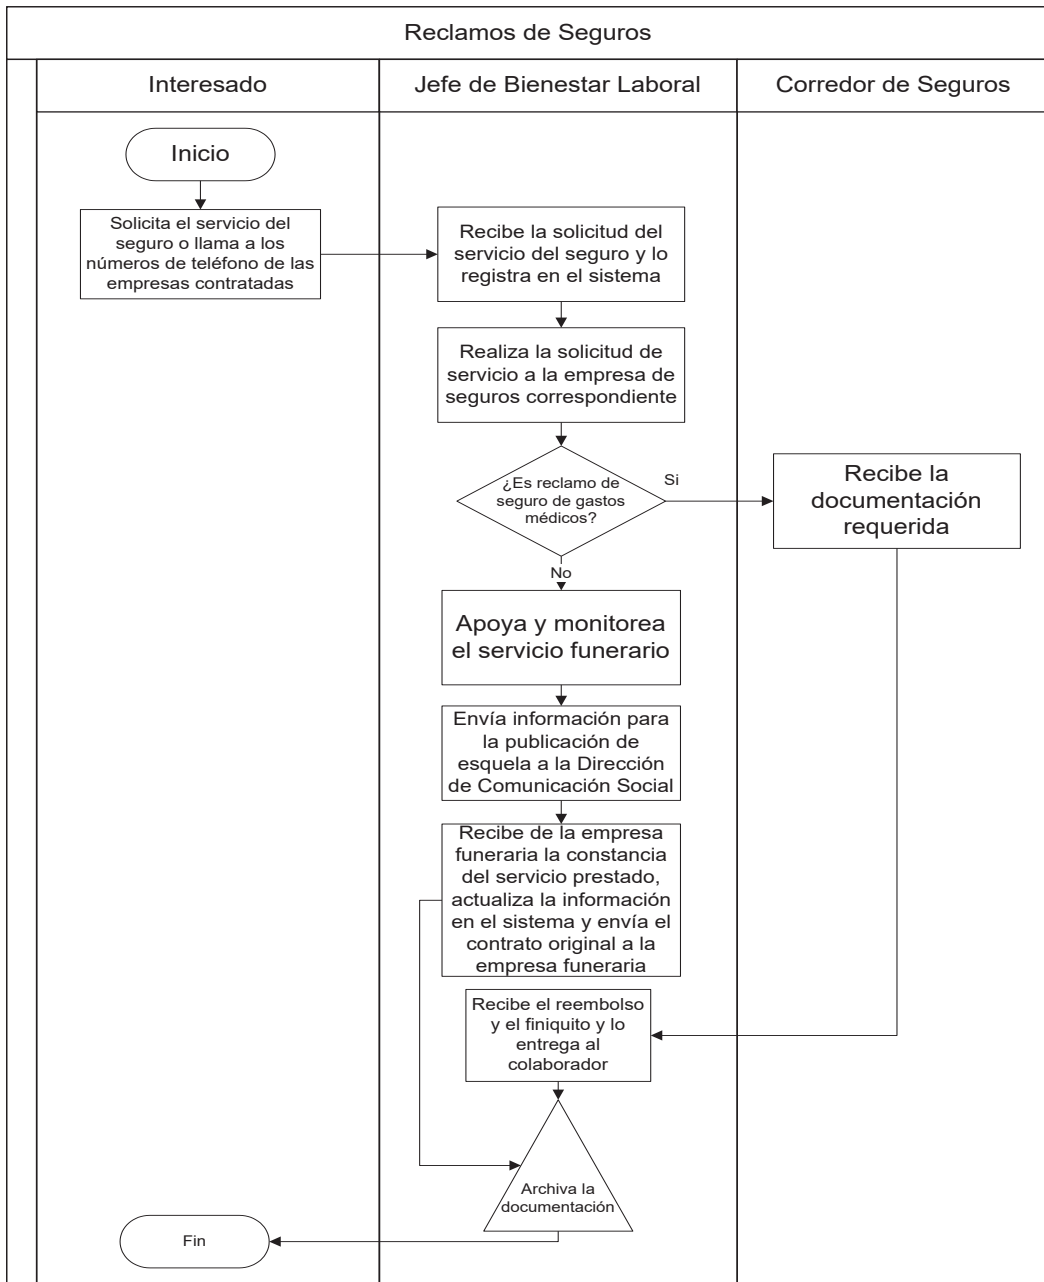 Reclamos de Seguros
Interesado
Jefe de Bienestar Laboral
Corredor de Seguros
Inicio
Solicita el servicio del
seguro o llama a los
números de teléfono de las
empresas contratadas
Recibe la solicitud del
servicio del seguro y lo
registra en el sistema
Realiza la solicitud de
servicio a la empresa de
seguros correspondiente
¿Es reclamo de
seguro de gastos
médicos?
Si
Recibe la
documentación
requerida
No
Apoya y monitorea
el servicio funerario
Envía información para
la publicación de
esquela a la Dirección
de Comunicación Social
Recibe de la empresa
funeraria la constancia
del servicio prestado,
actualiza la información
en el sistema y envía el
contrato original a la
empresa funeraria
Recibe el reembolso
y el finiquito y lo
entrega al
colaborador
Archiva la
documentación
Fin